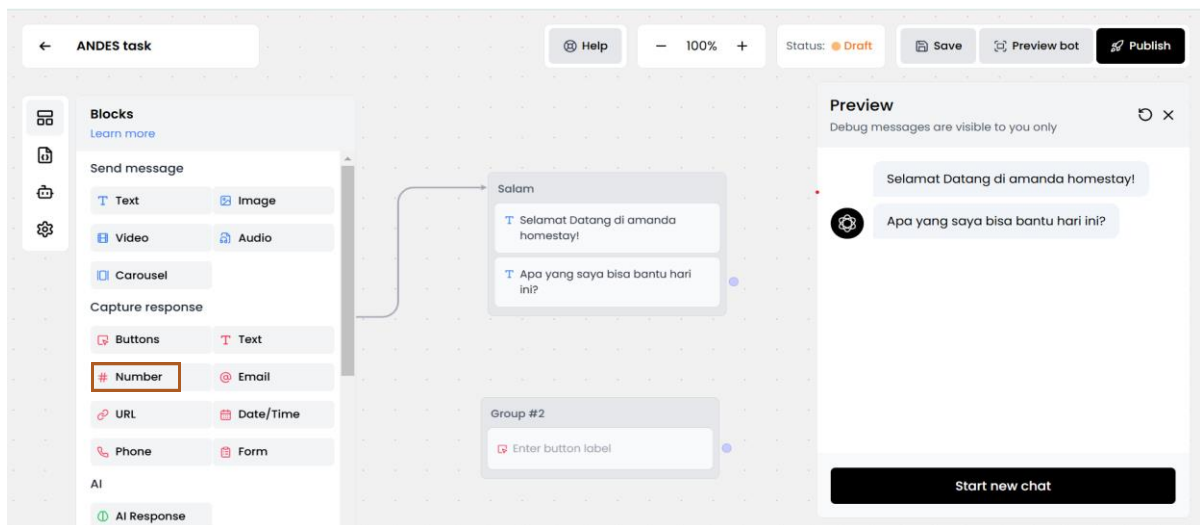 ANDES task
Help
100%
Status: Draft
Save
Preview bot
Publish
Blocks
Learn more
Send message
Text
Image
Video
Audio
Carousel
Capture response
Buttons
Text
Number
Email
URL
Date/Time
Phone
Form
AI
AI Response
Salam
Selamat Datang di amanda
homestay!
Apa yang saya bisa bantu hari
ini?
Group #2
Enter button label
Preview
Debug messages are visible to you only
Selamat Datang di amanda homestay!
Apa yang saya bisa bantu hari ini?
Start new chat